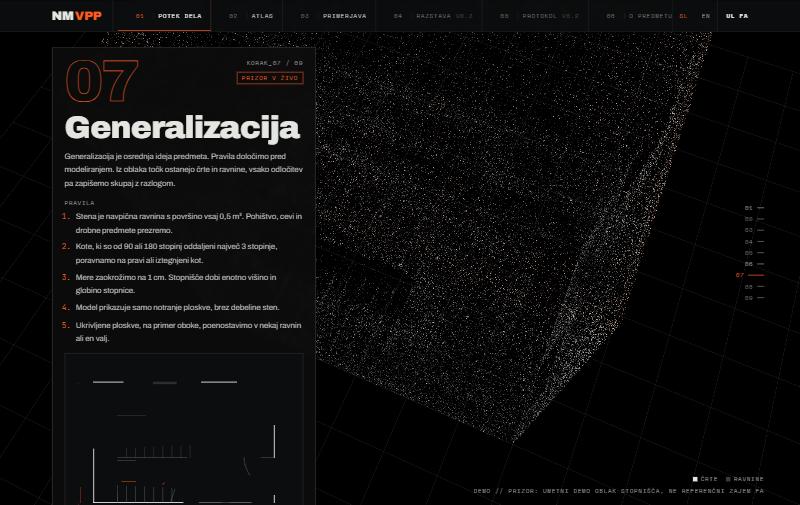 NMVPP 01 POTEK DELA 02 ATLAS 03 PRIMERJAVA 04 RAZSTAVA V0.2 05 PROTOKOL V0.2 06 O PREDMETU SL EN UL FA
07
KORAK_07 / 09
PRIZOR V ŽIVO
Generalizacija
Generalizacija je osrednja ideja predmeta. Pravila določimo pred
modeliranjem. Iz oblaka točk ostanejo črte in ravnine, vsako odločitev
pa zapišemo skupaj z razlogom.
PRAVILA
1. Stena je navpična ravnina s površino vsaj 0,5 m². Pohištvo, cevi in
drobne predmete prezremo.
2. Kote, ki so od 90 ali 180 stopinj oddaljeni največ 3 stopinje,
poravnamo na pravi ali iztegnjeni kot.
3. Mere zaokrožimo na 1 cm. Stopnišče dobi enotno višino in
globino stopnice.
4. Model prikazuje samo notranje ploskve, brez debeline sten.
5. Ukrivljene ploskve, na primer oboke, poenostavimo v nekaj ravnin
ali en valj.
01
02
03
04
05
06
07
08
09
ČRTE RAVNINE
DEMO // PRIZOR: UMETNI DEMO OBLAK STOPNIŠČA, NE REFERENČNI ZAJEM FA